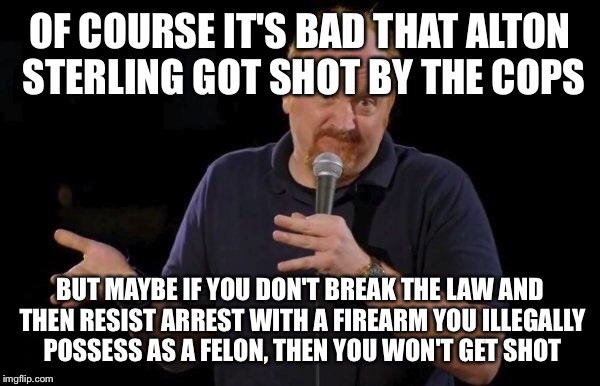 OF COURSE IT'S BAD THAT ALTON
STERLING GOT SHOT BY THE COPS
BUT MAYBE IF YOU DON'T BREAK THE LAW AND
THEN RESIST ARREST WITH A FIREARM YOU ILLEGALLY
POSSESS AS A FELON, THEN YOU WON'T GET SHOT
imgflip.com